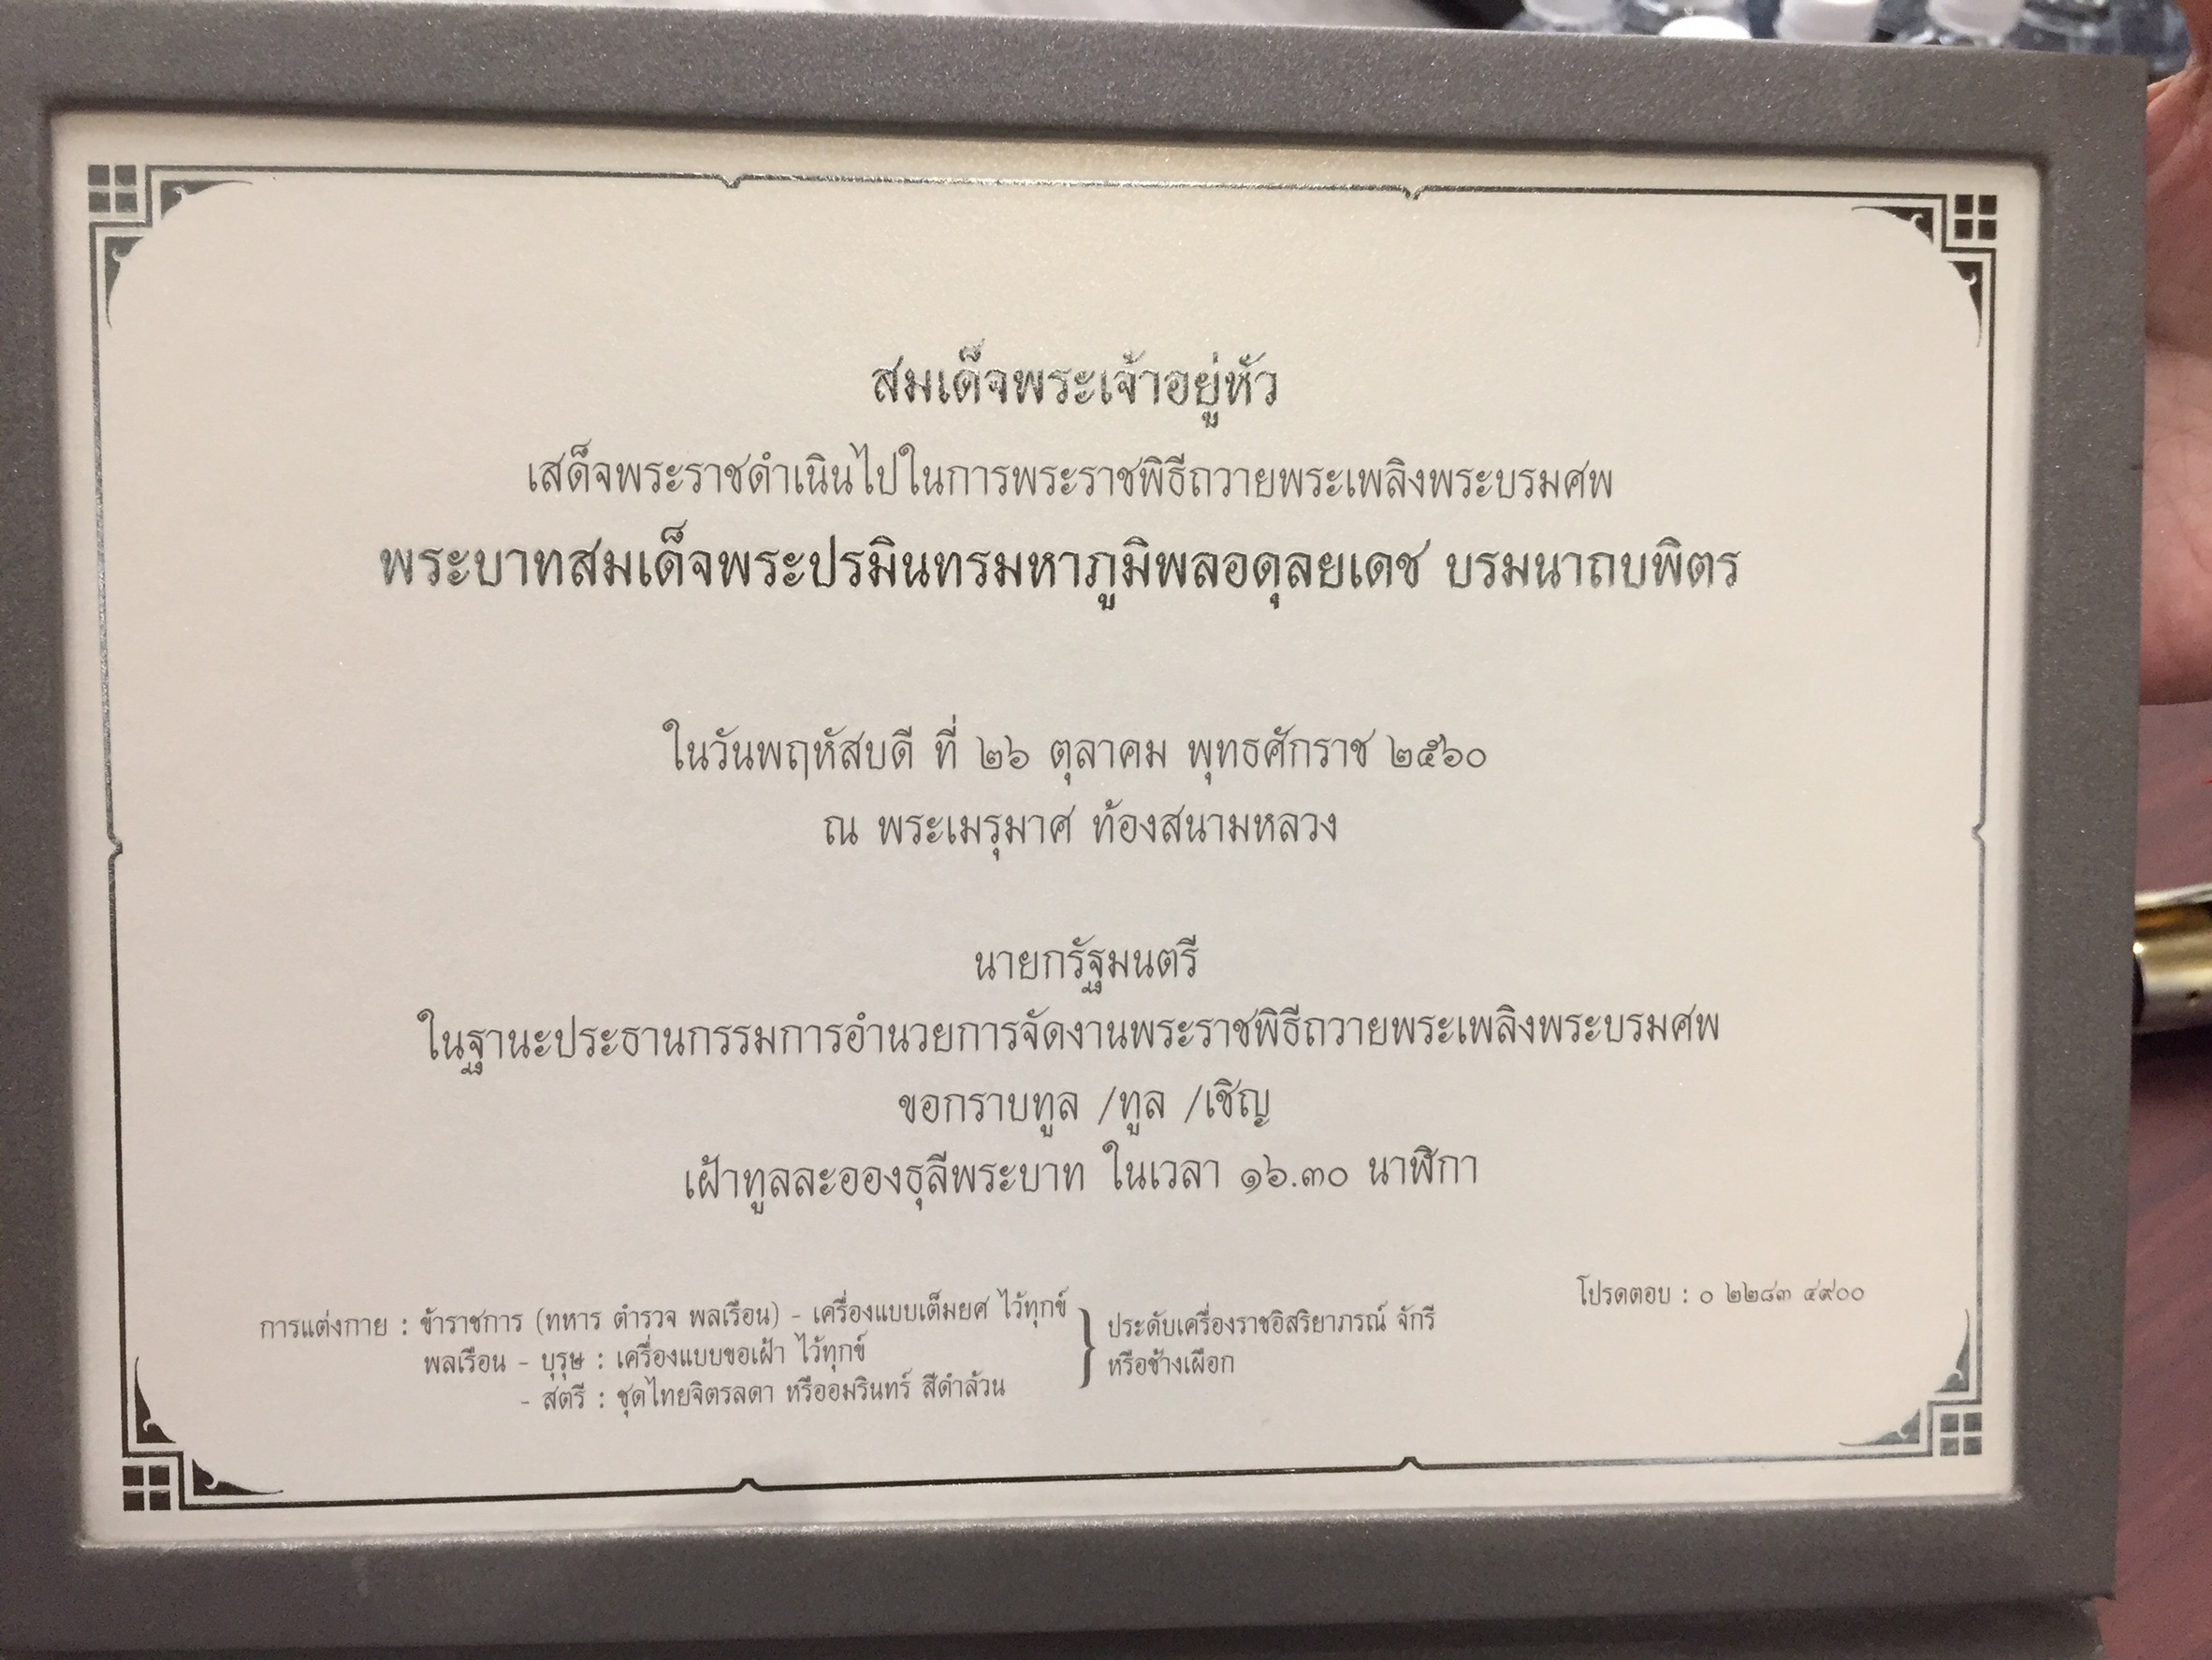 สมเด็จพระเจ้าอยู่หัว
เสด็จพระราชดำเนินไปในการพระราชพิธีถวายพระเพลิงพระบรมศพ
พระบาทสมเด็จพระปรมินทรมหาภูมิพลอดุลยเดช บรมนาถบพิตร
ในวันพฤหัสบดี ที่ ๒๖ ตุลาคม พุทธศักราช ๒๕๖๐
ณ พระเมรุมาศ ท้องสนามหลวง
นายกรัฐมนตรี
ในฐานะประธานกรรมการอำนวยการจัดงานพระราชพิธีถวายพระเพลิงพระบรมศพ
ขอกราบทูล /ทูล /เชิญ
เฝ้าทูลละอองธุลีพระบาท ในเวลา ๑๖.๓๐ นาฬิกา
โปรดตอบ : ๐ ๒๒๘๓ ๔๙๐๐
การแต่งกาย : ข้าราชการ (ทหาร ตำรวจ พลเรือน) - เครื่องแบบเต็มยศ ไว้ทุกข์
พลเรือน - บุรุษ : เครื่องแบบขอเฝ้า ไว้ทุกข์
- สตรี : ชุดไทยจิตรลดา หรืออมรินทร์ สีดำล้วน
} ประดับเครื่องราชอิสริยาภรณ์ จักรี
หรือช้างเผือก